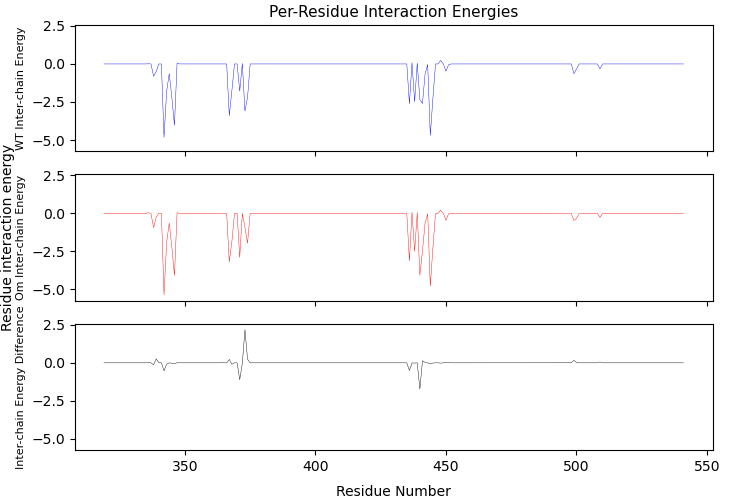 Per-Residue Interaction Energies
Residue interaction energy
WT Inter-chain Energy
2.5
0.0
−2.5
−5.0
Om Inter-chain Energy
2.5
0.0
−2.5
−5.0
Inter-chain Energy Difference
2.5
0.0
−2.5
−5.0
350 400 450 500 550
Residue Number